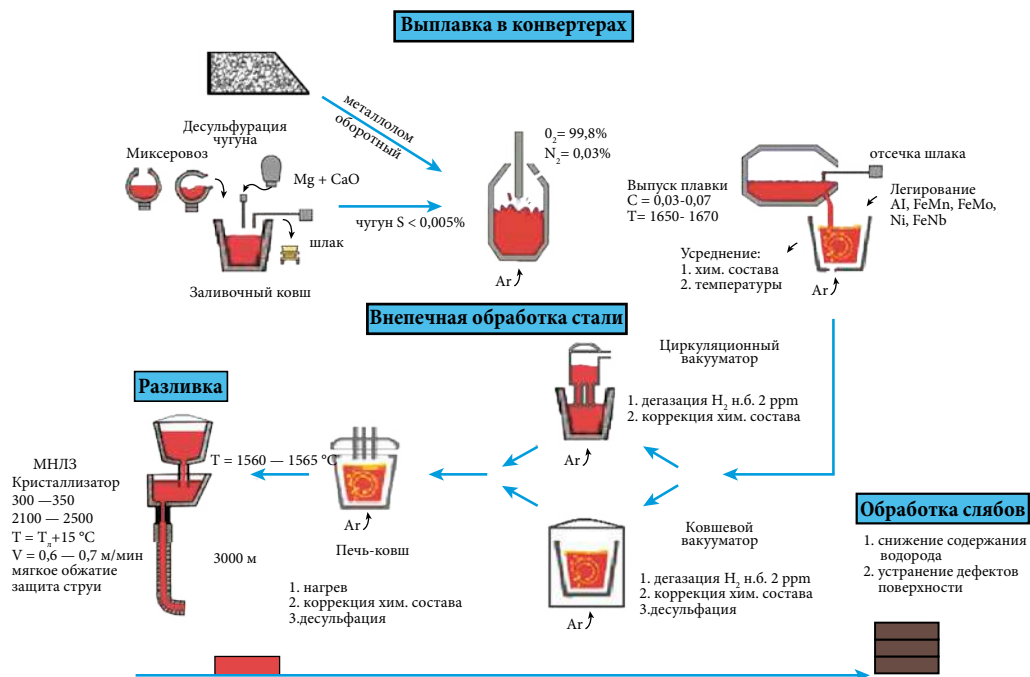 Выплавка в конвертерах
металлолом
оборотный
Десульфурация
чугуна
Миксеровоз
Mg + CaO
чугун S < 0,005%
шлак
Заливочный ковш
0₂= 99,8%
N₂= 0,03%
Ar
Выпуск плавки
C = 0,03-0,07
T= 1650- 1670
отсечка шлака
Легирование
AI, FeMn, FeMo,
Ni, FeNb
Усреднение:
1. хим. состава
2. температуры
Ar
Внепечная обработка стали
Циркуляционный
вакууматор
1. дегазация H₂ н.б. 2 ppm
2. коррекция хим. состава
Ar
Ковшевой
вакууматор
1. дегазация H₂ н.б. 2 ppm
2. коррекция хим. состава
3.десульфация
Ar
Ar
Печь-ковш
1. нагрев
2. коррекция хим. состава
3.десульфация
Разливка
T = 1560 — 1565 °C
МНЛЗ
Кристаллизатор
300 —350
2100 — 2500
T = Tл+15 °C
V = 0,6 — 0,7 м/мин
мягкое обжатие
защита струи
3000 м
Обработка слябов
1. снижение содержания
водорода
2. устранение дефектов
поверхности